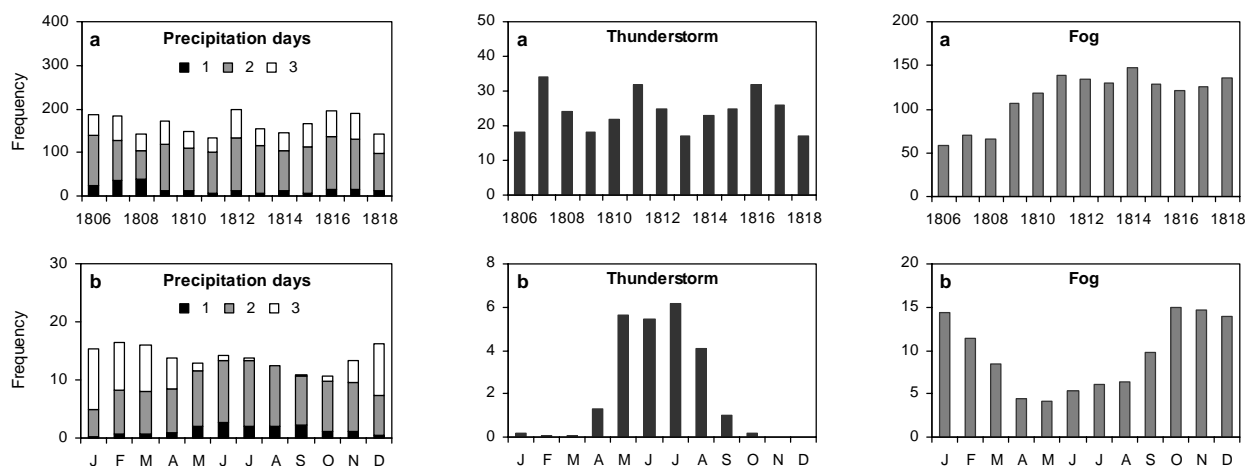 400
300
200
100
0
Frequency
a
Precipitation days
1 2 3
1806 1808 1810 1812 1814 1816 1818
50
40
30
20
10
0
a
Thunderstorm
1806 1808 1810 1812 1814 1816 1818
200
150
100
50
0
a
Fog
1806 1808 1810 1812 1814 1816 1818
30
20
10
0
Frequency
b
Precipitation days
1 2 3
J F M A M J J A S O N D
8
6
4
2
0
b
Thunderstorm
J F M A M J J A S O N D
20
15
10
5
0
b
Fog
J F M A M J J A S O N D